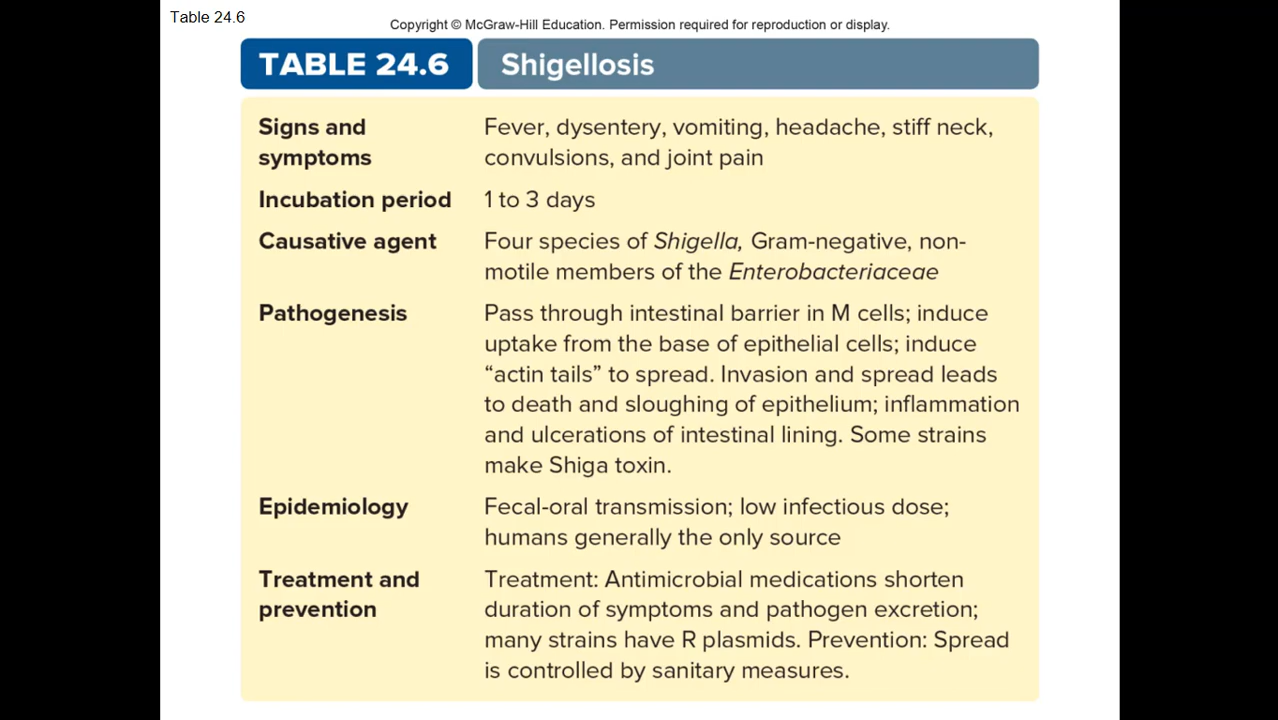 Table 24.6
Copyright © McGraw-Hill Education. Permission required for reproduction or display.
TABLE 24.6 Shigellosis
Signs and Fever, dysentery, vomiting, headache, stiff neck,
symptoms convulsions, and joint pain
Incubation period 1 to 3 days
Causative agent Four species of Shigella, Gram-negative, non-
motile members of the Enterobacteriaceae
Pathogenesis Pass through intestinal barrier in M cells; induce
uptake from the base of epithelial cells; induce
“actin tails” to spread. Invasion and spread leads
to death and sloughing of epithelium; inflammation
and ulcerations of intestinal lining. Some strains
make Shiga toxin.
Epidemiology Fecal-oral transmission; low infectious dose;
humans generally the only source
Treatment and Treatment: Antimicrobial medications shorten
prevention duration of symptoms and pathogen excretion;
many strains have R plasmids. Prevention: Spread
is controlled by sanitary measures.